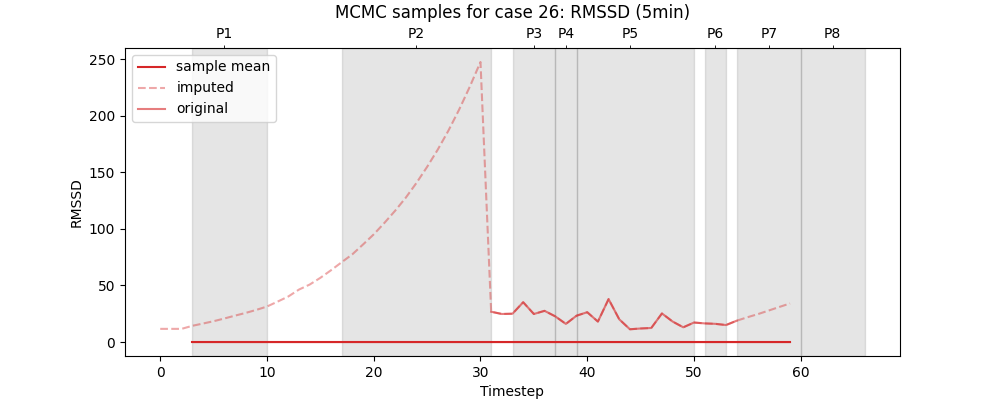 MCMC samples for case 26: RMSSD (5min)
P1 P2 P3 P4 P5 P6 P7 P8
sample mean
imputed
original
250
200
150
100
50
0
RMSSD
0 10 20 30 40 50 60
Timestep